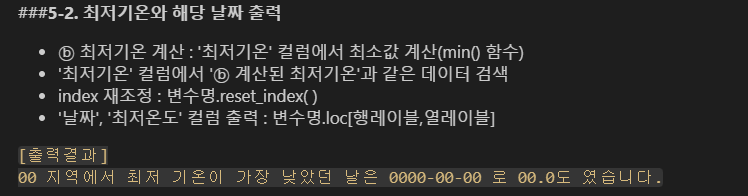 ###5-2. 최저기온와 해당 날짜 출력
• ⓑ 최저기온 계산 : '최저기온' 컬럼에서 최소값 계산(min() 함수)
• '최저기온' 컬럼에서 'ⓑ 계산된 최저기온'과 같은 데이터 검색
• index 재조정 : 변수명.reset_index( )
• '날짜', '최저온도' 컬럼 출력 : 변수명.loc[행레이블,열레이블]
[출력결과]
00 지역에서 최저 기온이 가장 낮았던 날은 0000-00-00 로 00.0도 였습니다.